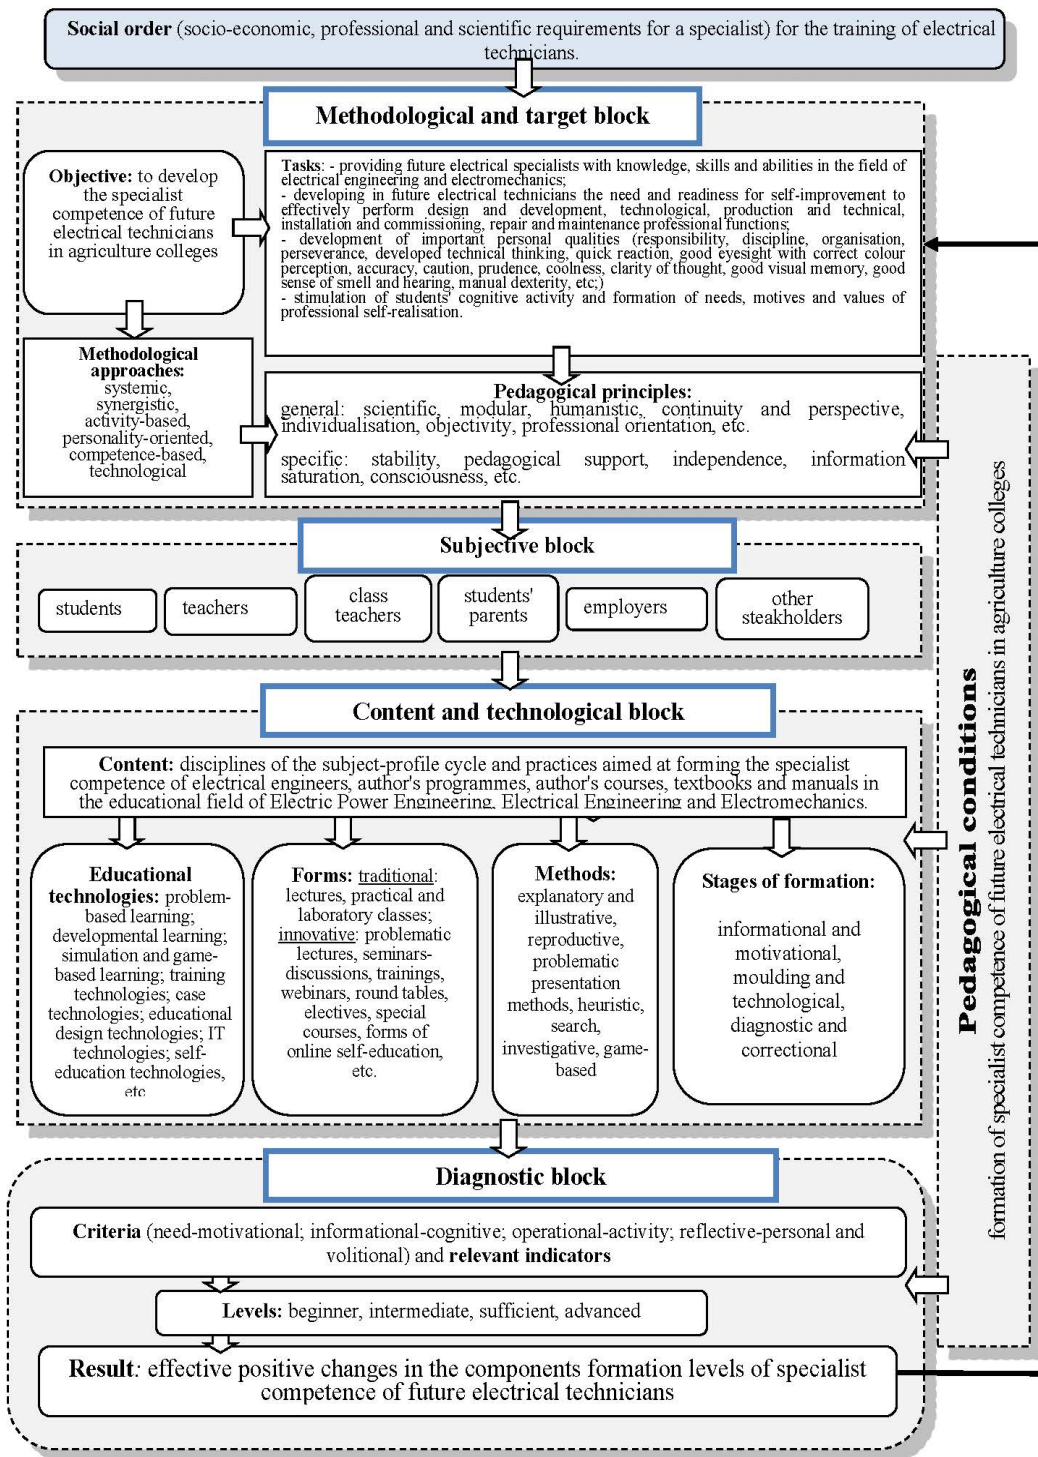 Social order (socio-economic, professional and scientific requirements for a specialist) for the training of electrical
technicians.
Methodological and target block
Objective: to develop
the specialist
competence of future
electrical technicians
in agriculture colleges
Tasks: - providing future electrical specialists with knowledge, skills and abilities in the field of
electrical engineering and electromechanics;
- developing in future electrical technicians the need and readiness for self-improvement to
effectively perform design and development, technological, production and technical,
installation and commissioning, repair and maintenance professional functions;
- development of important personal qualities (responsibility, discipline, organisation,
perseverance, developed technical thinking, quick reaction, good eyesight with correct colour
perception, accuracy, caution, prudence, coolness, clarity of thought, good visual memory, good
sense of smell and hearing, manual dexterity, etc;)
- stimulation of students' cognitive activity and formation of needs, motives and values of
professional self-realisation.
Methodological
approaches:
systemic,
synergistic,
activity-based,
personality-oriented,
competence-based,
technological
Pedagogical principles:
general: scientific, modular, humanistic, continuity and perspective,
individualisation, objectivity, professional orientation, etc.
specific: stability, pedagogical support, independence, information
saturation, consciousness, etc.
Subjective block
students
teachers
class
teachers
students'
parents
employers
other
steakholders
Content and technological block
Content: disciplines of the subject-profile cycle and practices aimed at forming the specialist
competence of electrical engineers, author's programmes, author's courses, textbooks and manuals in
the educational field of Electric Power Engineering, Electrical Engineering and Electromechanics.
Educational
technologies: problem-
based learning;
developmental learning;
simulation and game-
based learning; training
technologies; case
technologies; educational
design technologies; IT
technologies; self-
education technologies,
etc
Forms: traditional:
lectures, practical and
laboratory classes;
innovative: problematic
lectures, seminars-
discussions, trainings,
webinars, round tables,
electives, special
courses, forms of
online self-education,
etc.
Methods:
explanatory and
illustrative,
reproductive,
problematic
presentation
methods, heuristic,
search,
investigative, game-
based
Stages of formation:
informational and
motivational,
moulding and
technological,
diagnostic and
correctional
Diagnostic block
Criteria (need-motivational; informational-cognitive; operational-activity; reflective-personal and
volitional) and relevant indicators
Levels: beginner, intermediate, sufficient, advanced
Result: effective positive changes in the components formation levels of specialist
competence of future electrical technicians
Pedagogical conditions
formation of specialist competence of future electrical technicians in agriculture colleges